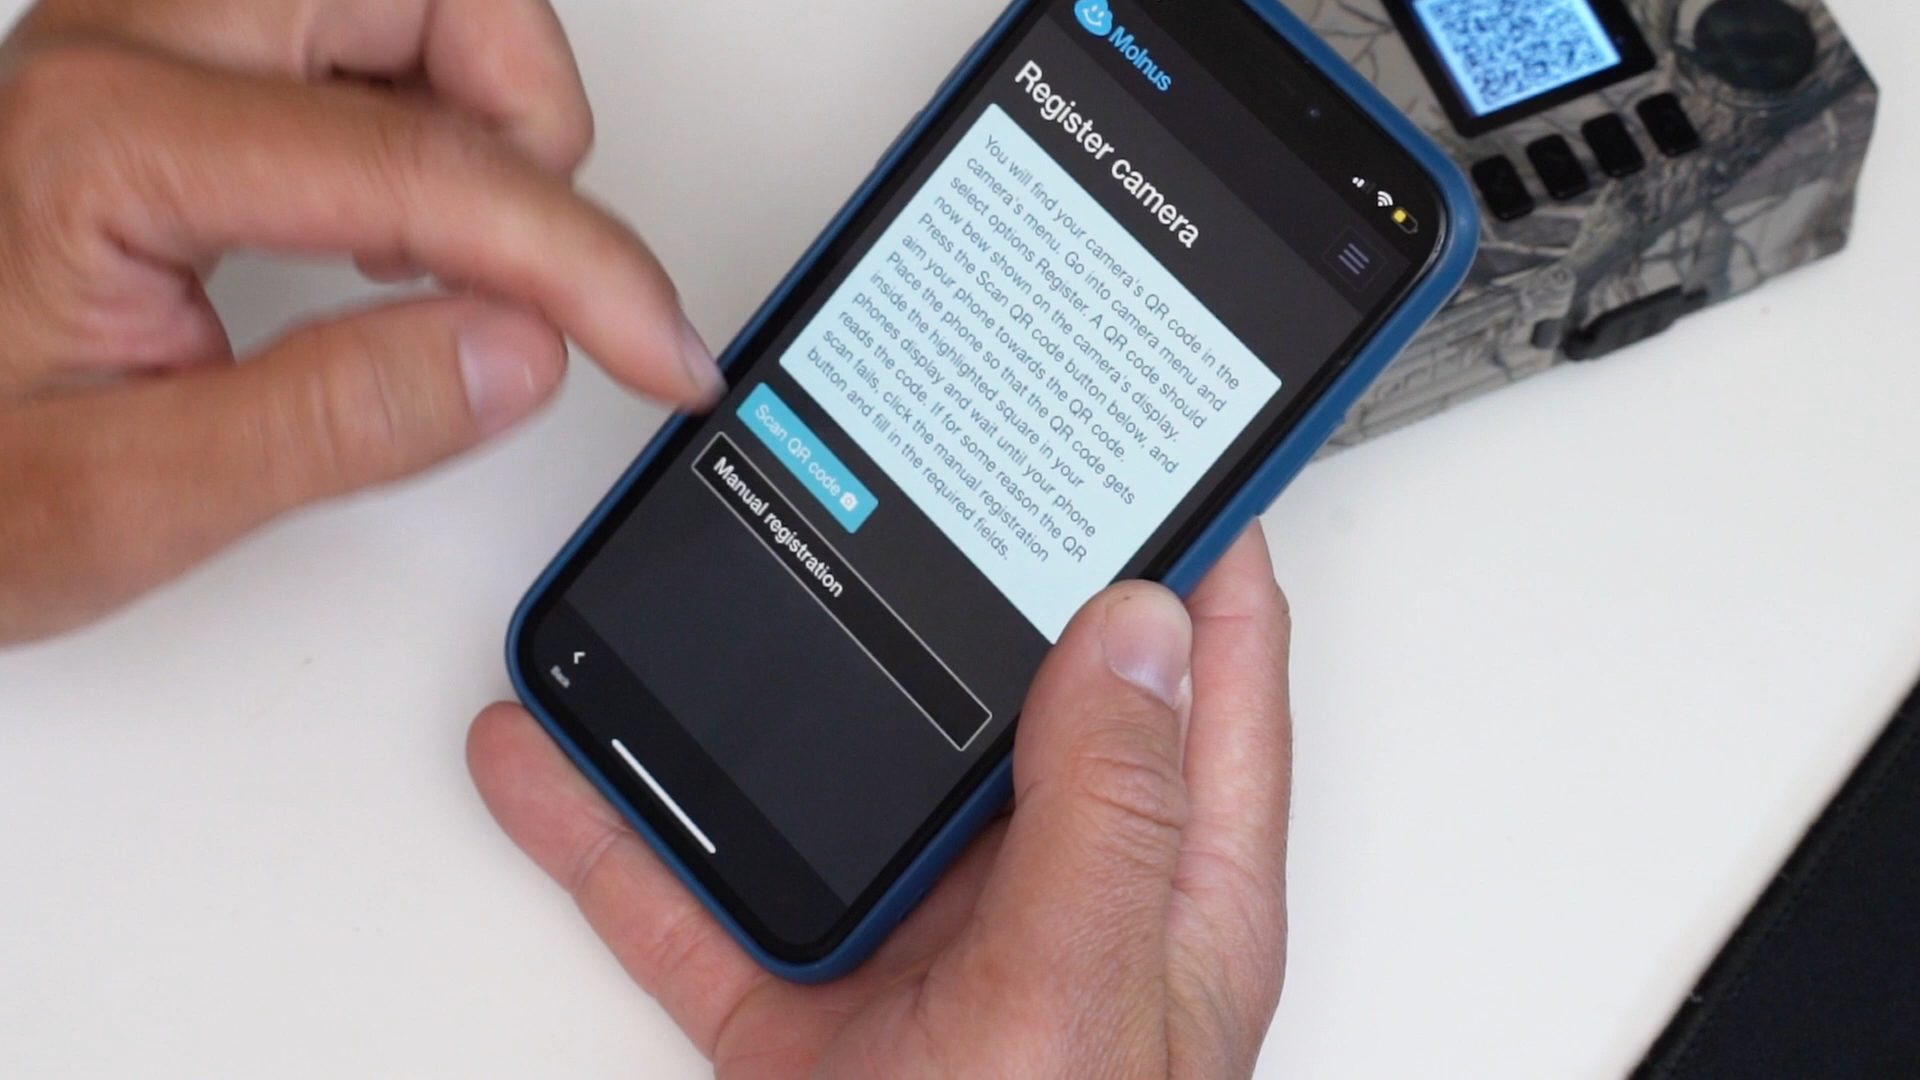 Molnus
Register camera
You will find your camera's QR code in the
camera's menu. Go into camera menu and
select options Register. A QR code should
now bew shown on the camera's display.
Press the Scan QR code button below, and
aim your phone towards the QR code.
Place the phone so that the QR code gets
inside the highlighted square in your
phones display and wait until your phone
reads the code. If for some reason the QR
scan fails, click the manual registration
button and fill in the required fields.
Scan QR code
Manual registration
Back